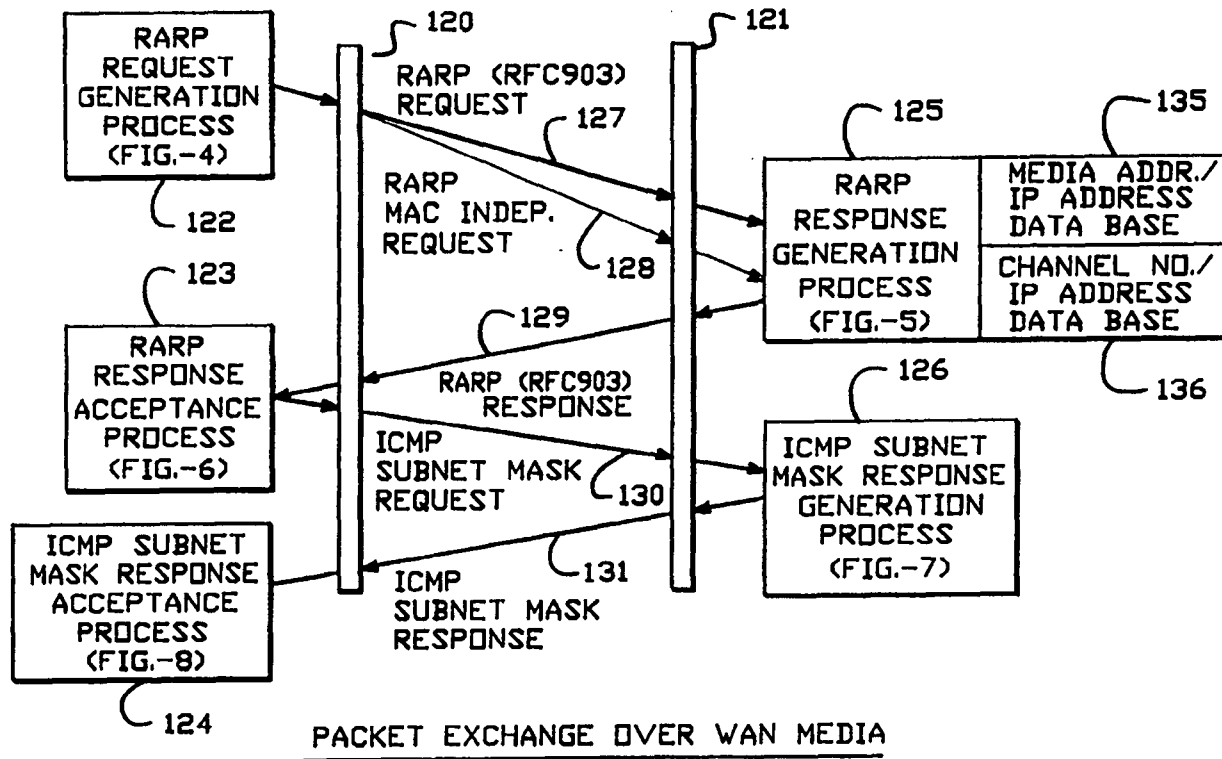 120
121
RARP
REQUEST
GENERATION
PROCESS
(FIG.-4)
122
RARP (RFC903)
REQUEST
127
RARP
MAC INDEP.
REQUEST
128
125
135
RARP
RESPONSE
GENERATION
PROCESS
(FIG.-5)
MEDIA ADDR./
IP ADDRESS
DATA BASE
CHANNEL NO./
IP ADDRESS
DATA BASE
136
123
RARP
RESPONSE
ACCEPTANCE
PROCESS
(FIG.-6)
129
RARP (RFC903)
RESPONSE
ICMP
SUBNET MASK
REQUEST
130
126
ICMP SUBNET
MASK RESPONSE
GENERATION
PROCESS
(FIG.-7)
ICMP SUBNET
MASK RESPONSE
ACCEPTANCE
PROCESS
(FIG.-8)
124
131
ICMP
SUBNET MASK
RESPONSE
PACKET EXCHANGE OVER WAN MEDIA